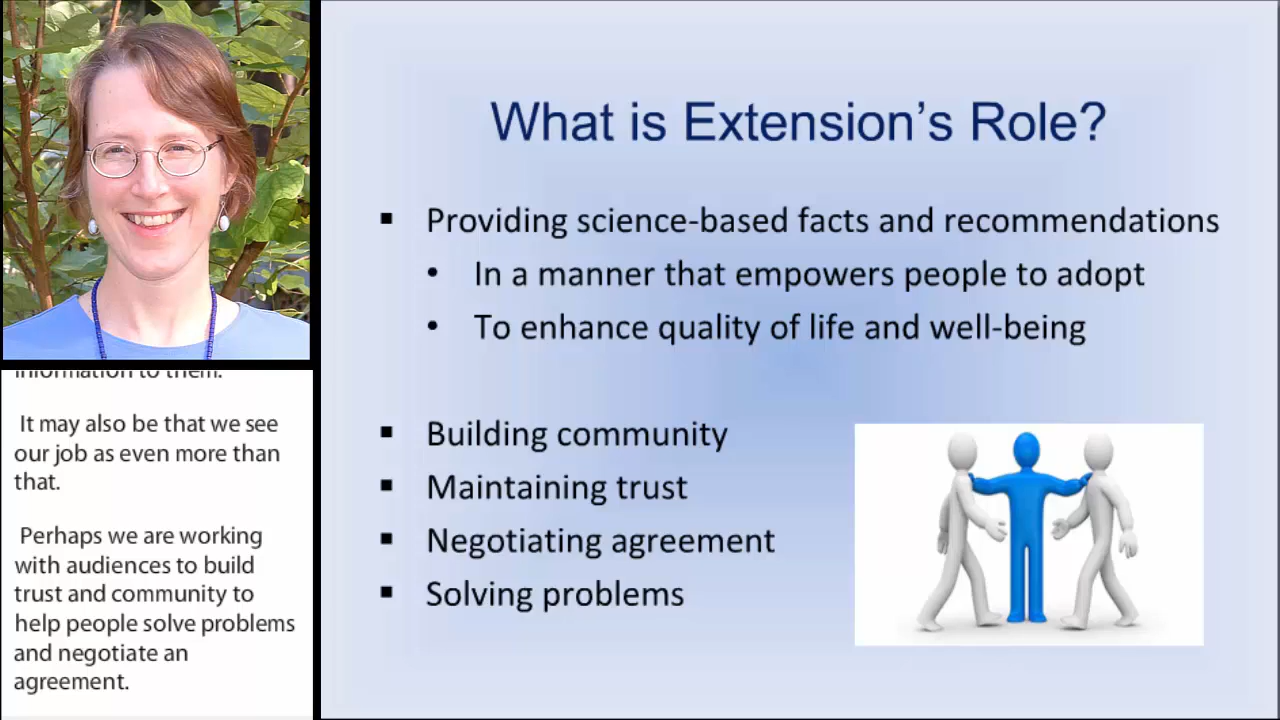 What is Extension's Role?
▪ Providing science-based facts and recommendations
• In a manner that empowers people to adopt
• To enhance quality of life and well-being
▪ Building community
▪ Maintaining trust
▪ Negotiating agreement
▪ Solving problems
information to them.
It may also be that we see
our job as even more than
that.
Perhaps we are working
with audiences to build
trust and community to
help people solve problems
and negotiate an
agreement.